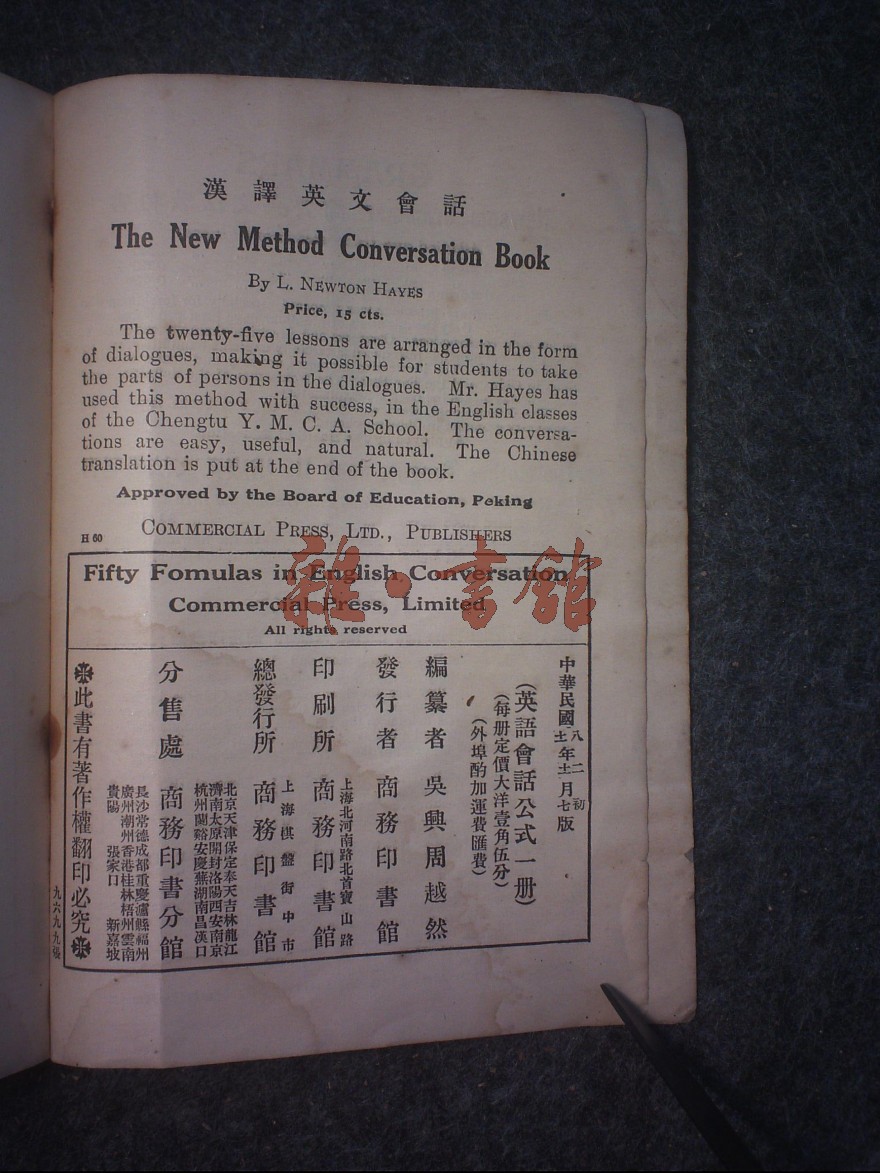 漢譯英文會話
The New Method Conversation Book
By L. Newton Hayes
Price, 15 cts.
The twenty-five lessons are arranged in the form
of dialogues, making it possible for students to take
the parts of persons in the dialogues. Mr. Hayes has
used this method with success, in the English classes
of the Chengtu Y. M. C. A. School. The conversa-
tions are easy, useful, and natural. The Chinese
translation is put at the end of the book.
Approved by the Board of Education, Peking
H 60
Commercial Press, Ltd., Publishers
雜·書館
Fifty Fomulas in English Conversation
Commercial Press, Limited
All rights reserved
中華民國
八年二月初版
(英語會話公式一册)
(每册定價大洋壹角伍分)
(外埠酌加運費匯費)
編纂者 吳興周越然
發行者 商務印書館
上海北河南路北首寶山路
印刷所 商務印書館
上海棋盤街中市
總發行所 商務印書館
北京天津保定奉天吉林龍江
濟南太原開封洛陽西安南京
杭州蘭谿安慶蕪湖南昌漢口
分售處 商務印書分館
長沙常德成都重慶瀘縣福州
廣州潮州香港桂林梧州雲南
貴陽 張家口 新嘉坡
此書有著作權翻印必究
九六九九張